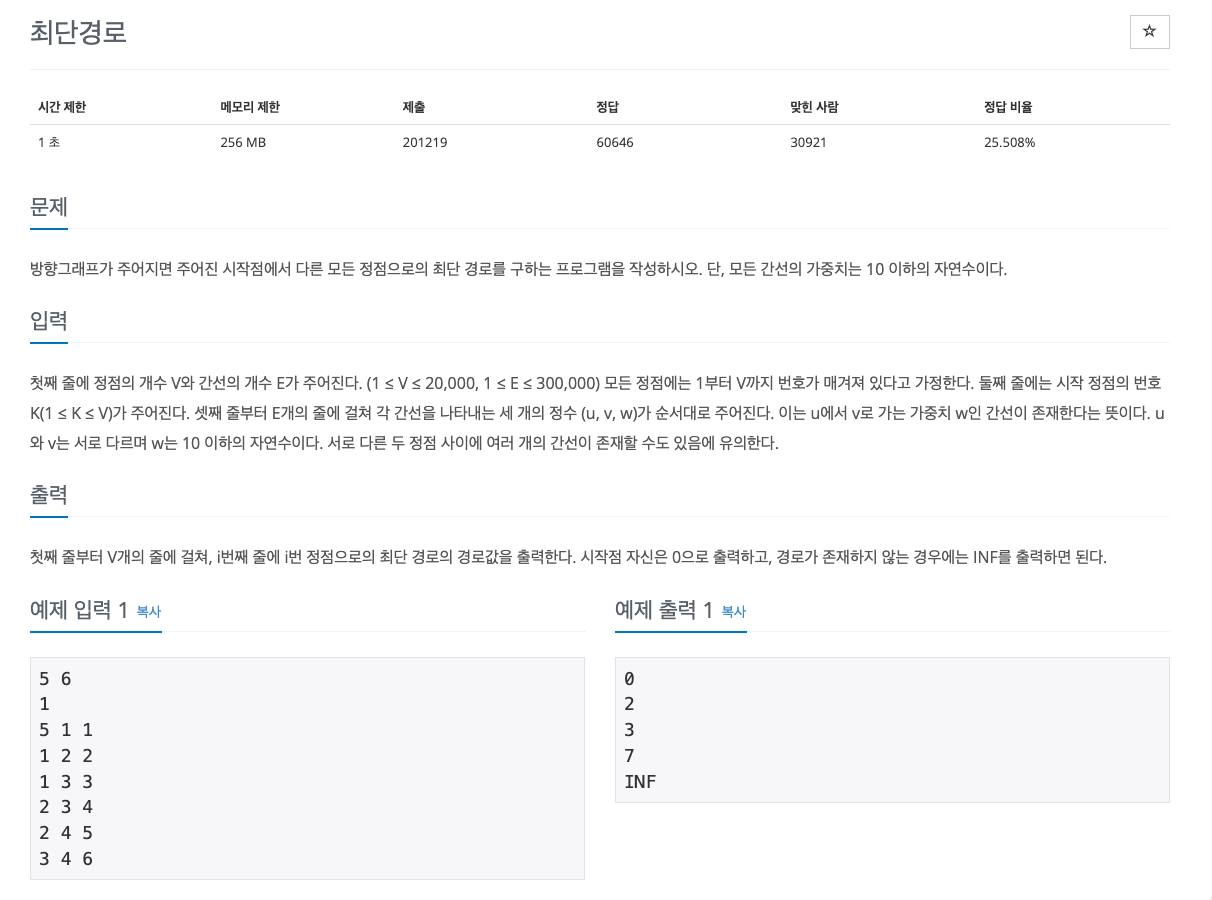 최단경로
☆
시간 제한 메모리 제한 제출 정답 맞힌 사람 정답 비율
1 초 256 MB 201219 60646 30921 25.508%
문제
방향그래프가 주어지면 주어진 시작점에서 다른 모든 정점으로의 최단 경로를 구하는 프로그램을 작성하시오. 단, 모든 간선의 가중치는 10 이하의 자연수이다.
입력
첫째 줄에 정점의 개수 V와 간선의 개수 E가 주어진다. (1 ≤ V ≤ 20,000, 1 ≤ E ≤ 300,000) 모든 정점에는 1부터 V까지 번호가 매겨져 있다고 가정한다. 둘째 줄에는 시작 정점의 번호
K(1 ≤ K ≤ V)가 주어진다. 셋째 줄부터 E개의 줄에 걸쳐 각 간선을 나타내는 세 개의 정수 (u, v, w)가 순서대로 주어진다. 이는 u에서 v로 가는 가중치 w인 간선이 존재한다는 뜻이다. u
와 v는 서로 다르며 w는 10 이하의 자연수이다. 서로 다른 두 정점 사이에 여러 개의 간선이 존재할 수도 있음에 유의한다.
출력
첫째 줄부터 V개의 줄에 걸쳐, i번째 줄에 i번 정점으로의 최단 경로의 경로값을 출력한다. 시작점 자신은 0으로 출력하고, 경로가 존재하지 않는 경우에는 INF를 출력하면 된다.
예제 입력 1 복사
5 6
1
5 1 1
1 2 2
1 3 3
2 3 4
2 4 5
3 4 6
예제 출력 1 복사
0
2
3
7
INF